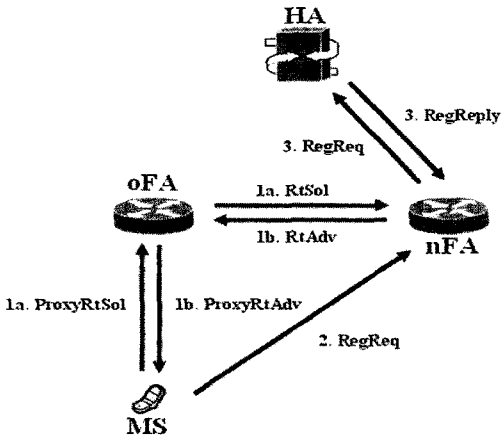 HA
3. RegReply
3. RegReq
oFA
1a. RtSol
1b. RtAdv
nFA
1a. ProxyRtSol
1b. ProxyRtAdv
2. RegReq
MS